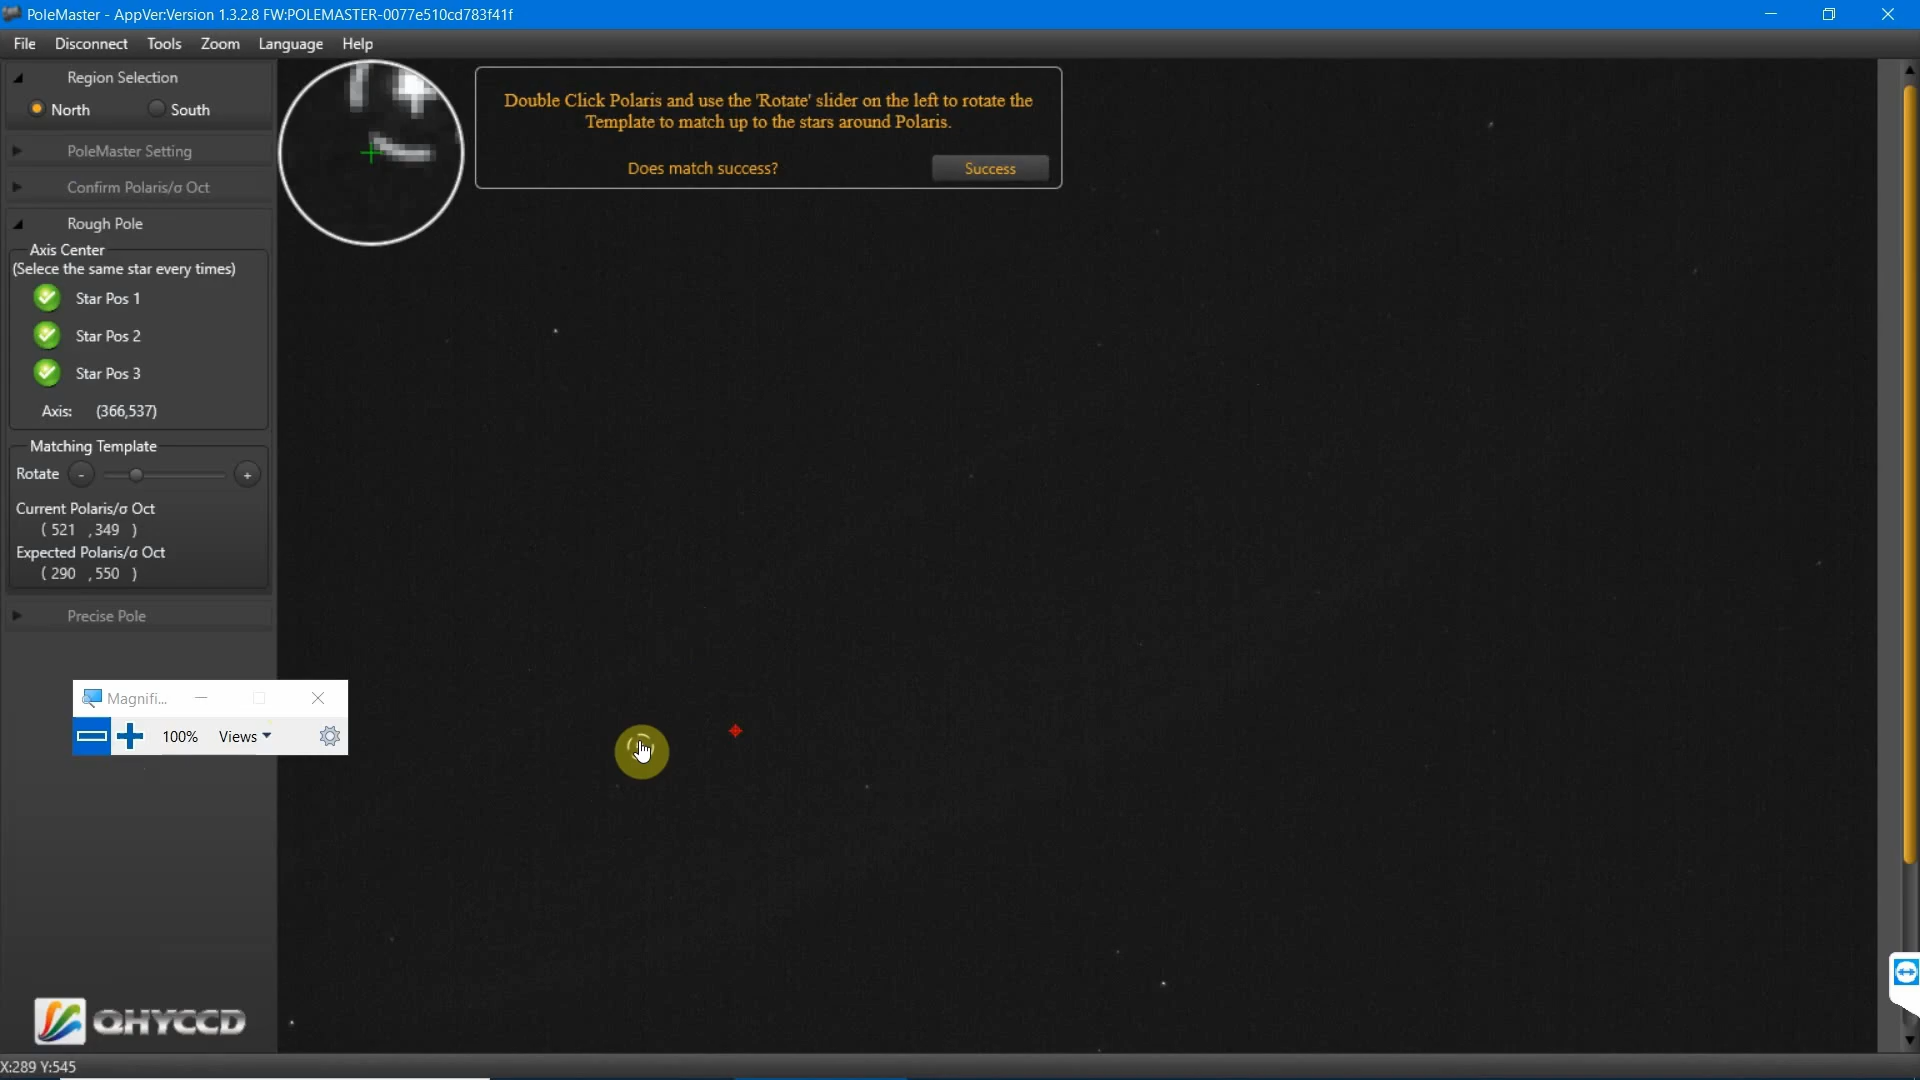 PoleMaster - AppVer:Version 1.3.2.8 FW:POLEMASTER-0077e510cd783f41f
File Disconnect Tools Zoom Language Help
Region Selection
North South
PoleMaster Setting
Confirm Polaris/σ Oct
Rough Pole
Axis Center
(Selece the same star every times)
Star Pos 1
Star Pos 2
Star Pos 3
Axis: (366,537)
Matching Template
Rotate - +
Current Polaris/σ Oct
( 521 ,349 )
Expected Polaris/σ Oct
( 290 ,550 )
Precise Pole
Double Click Polaris and use the 'Rotate' slider on the left to rotate the
Template to match up to the stars around Polaris.
Does match success? Success
Magnifi...
100% Views
QHYCCD
X:289 Y:545